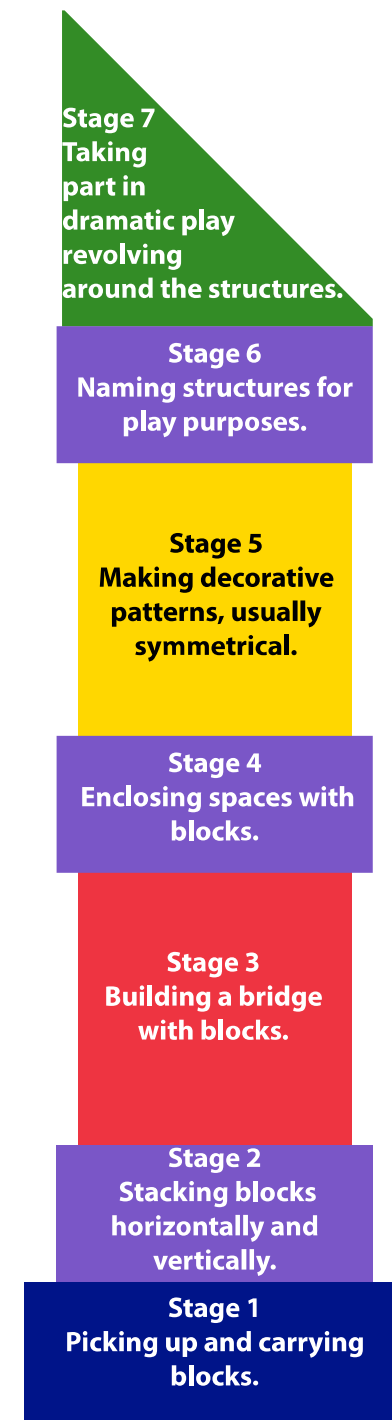 Stage 7
Taking
part in
dramatic play
revolving
around the structures.
Stage 6
Naming structures for
play purposes.
Stage 5
Making decorative
patterns, usually
symmetrical.
Stage 4
Enclosing spaces with
blocks.
Stage 3
Building a bridge
with blocks.
Stage 2
Stacking blocks
horizontally and
vertically.
Stage 1
Picking up and carrying
blocks.